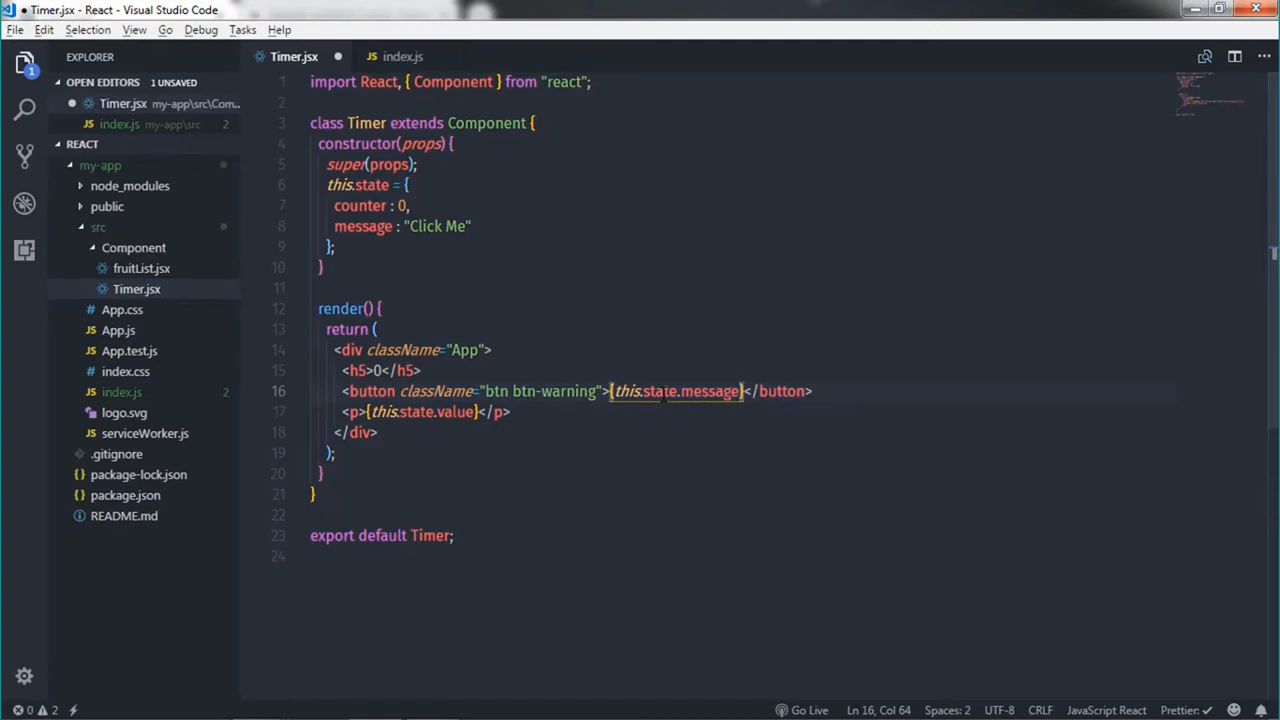 ● Timer.jsx - React - Visual Studio Code
File Edit Selection View Go Debug Tasks Help
EXPLORER
OPEN EDITORS 1 UNSAVED
Timer.jsx my-app\src\Com...
index.js my-app\src 2
REACT
my-app
node_modules
public
src
Component
fruitList.jsx
Timer.jsx
App.css
App.js
App.test.js
index.css
index.js 2
logo.svg
serviceWorker.js
.gitignore
package-lock.json
package.json
README.md
1
Timer.jsx ● index.js
1 import React, { Component } from "react";
2
3 class Timer extends Component {
4 constructor(props) {
5 super(props);
6 this.state = {
7 counter : 0,
8 message : "Click Me"
9 };
10 }
11
12 render() {
13 return (
14 <div className="App">
15 <h5>0</h5>
16 <button className="btn btn-warning">{this.state.message}</button>
17 <p>{this.state.value}</p>
18 </div>
19 );
20 }
21 }
22
23 export default Timer;
24
0 2 Go Live Ln 16, Col 64 Spaces: 2 UTF-8 CRLF JavaScript React Prettier: ✓